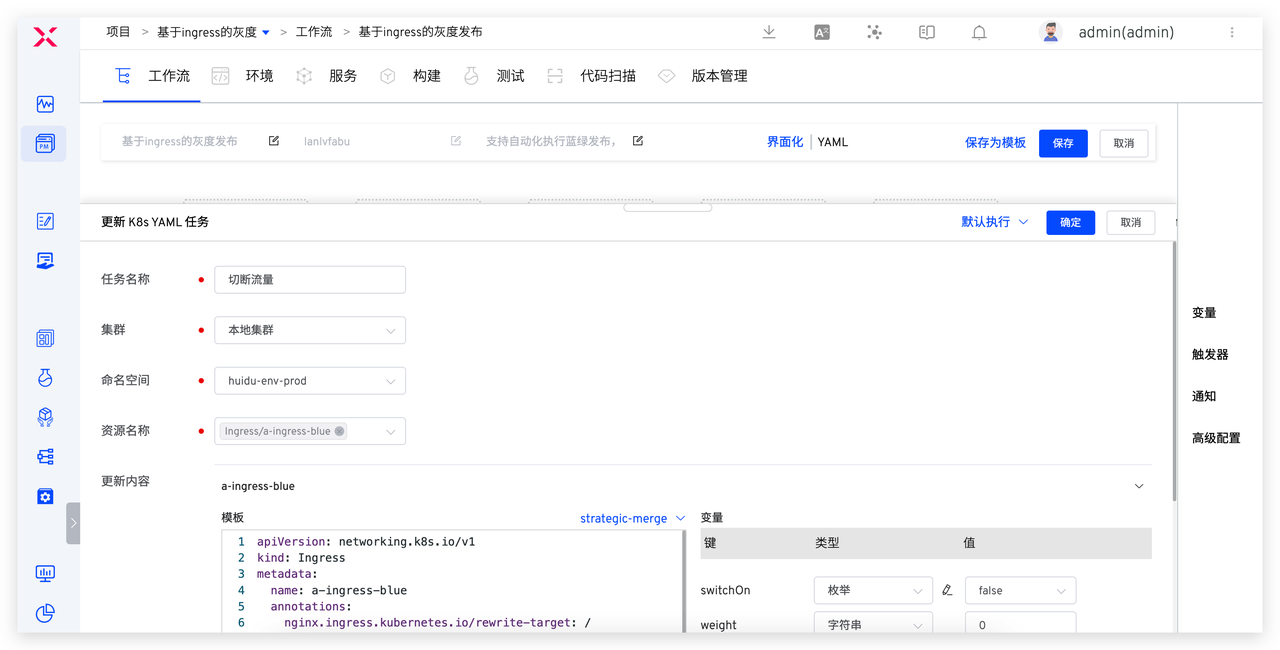 项目 > 基于ingress的灰度 > 工作流 > 基于ingress的灰度发布
admin(admin)
工作流 环境 服务 构建 测试 代码扫描 版本管理
基于ingress的灰度发布 lanlvfabu 支持自动化执行蓝绿发布， 界面化 YAML 保存为模板 保存 取消
更新 K8s YAML 任务 默认执行 确定 取消
任务名称 切断流量
集群 本地集群
命名空间 huidu-env-prod
资源名称 Ingress/a-ingress-blue
更新内容 a-ingress-blue
模板 strategic-merge 变量
键 类型 值
1 apiVersion: networking.k8s.io/v1
2 kind: Ingress
3 metadata:
4 name: a-ingress-blue
5 annotations:
6 nginx.ingress.kubernetes.io/rewrite-target: /
switchOn 枚举 false
weight 字符串 0
变量
触发器
通知
高级配置